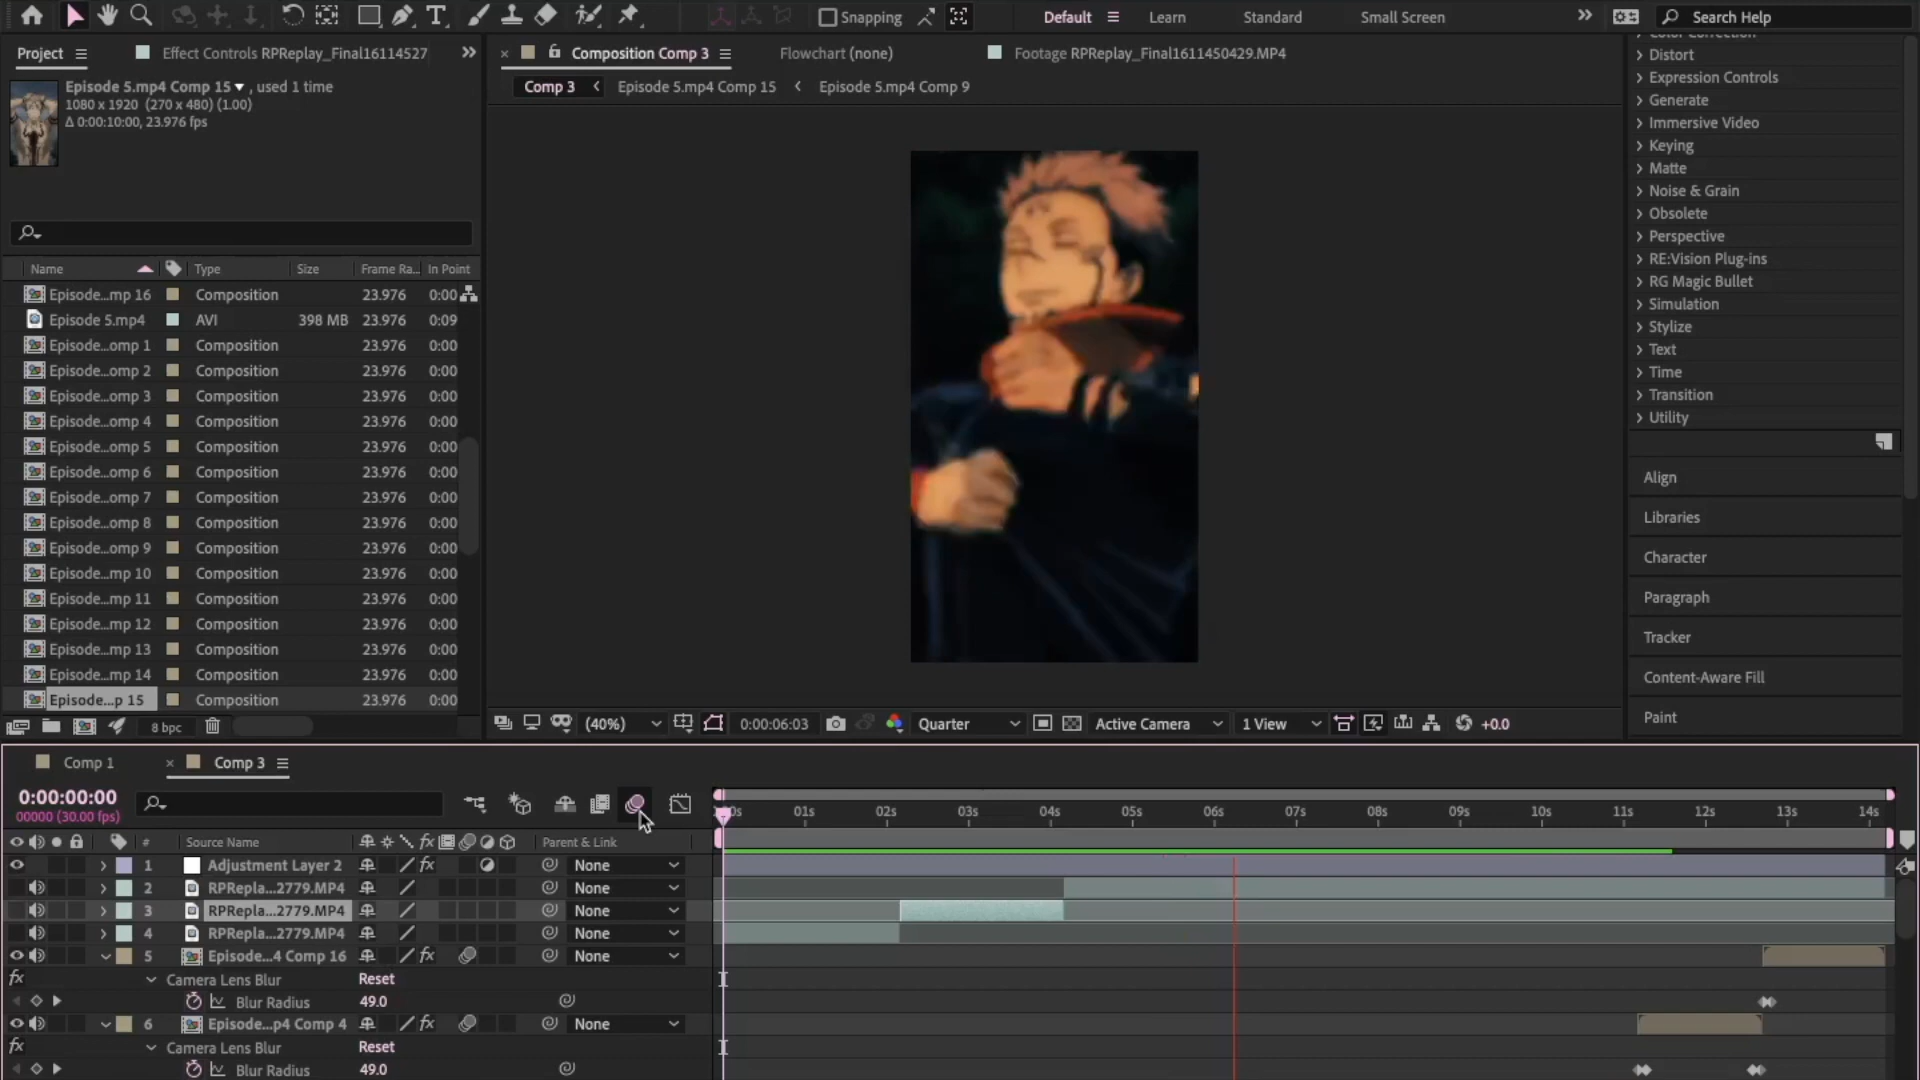 Snapping
Default
Learn
Standard
Small Screen
Search Help
Project
Effect Controls RPReplay_Final16114527
Composition Comp 3
Flowchart (none)
Footage RPReplay_Final1611450429.MP4
Episode 5.mp4 Comp 15 , used 1 time
1080 x 1920 (270 x 480) (1.00)
Δ 0:00:10:00, 23.976 fps
Comp 3
Episode 5.mp4 Comp 15
Episode 5.mp4 Comp 9
Name Type Size Frame Ra... In Point
Episode...mp 16 Composition 23.976 0:00
Episode 5.mp4 AVI 398 MB 23.976 0:09
Episode...omp 1 Composition 23.976 0:00
Episode...omp 2 Composition 23.976 0:00
Episode...omp 3 Composition 23.976 0:00
Episode...omp 4 Composition 23.976 0:00
Episode...omp 5 Composition 23.976 0:00
Episode...omp 6 Composition 23.976 0:00
Episode...omp 7 Composition 23.976 0:00
Episode...omp 8 Composition 23.976 0:00
Episode...omp 9 Composition 23.976 0:00
Episode...mp 10 Composition 23.976 0:00
Episode...mp 11 Composition 23.976 0:00
Episode...mp 12 Composition 23.976 0:00
Episode...mp 13 Composition 23.976 0:00
Episode...mp 14 Composition 23.976 0:00
Episode...p 15 Composition 23.976 0:00
8 bpc
(40%) 0:00:06:03 Quarter Active Camera 1 View +0.0
Color Correction
Distort
Expression Controls
Generate
Immersive Video
Keying
Matte
Noise & Grain
Obsolete
Perspective
RE:Vision Plug-ins
RG Magic Bullet
Simulation
Stylize
Text
Time
Transition
Utility
Align
Libraries
Character
Paragraph
Tracker
Content-Aware Fill
Paint
Comp 1
Comp 3
0:00:00:00
00000 (30.00 fps)
0s 01s 02s 03s 04s 05s 06s 07s 08s 09s 10s 11s 12s 13s 14s
# Source Name fx Parent & Link
1 Adjustment Layer 2 fx None
2 RPRepla...2779.MP4 None
3 RPRepla...2779.MP4 None
4 RPRepla...2779.MP4 None
5 Episode...4 Comp 16 fx None
fx Camera Lens Blur Reset
Blur Radius 49.0
6 Episode...p4 Comp 4 fx None
fx Camera Lens Blur Reset
Blur Radius 49.0